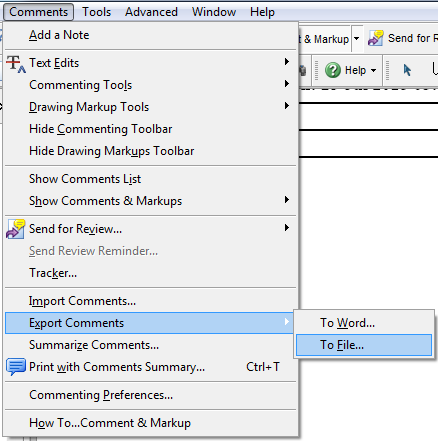 Comments Tools Advanced Window Help
Add a Note
& Markup Send for R
Text Edits
Help
Commenting Tools
Drawing Markup Tools
Hide Commenting Toolbar
Hide Drawing Markups Toolbar
Show Comments List
Show Comments & Markups
Send for Review...
Send Review Reminder...
Tracker...
Import Comments...
Export Comments
To Word...
Summarize Comments...
To File...
Print with Comments Summary... Ctrl+T
Commenting Preferences...
How To...Comment & Markup